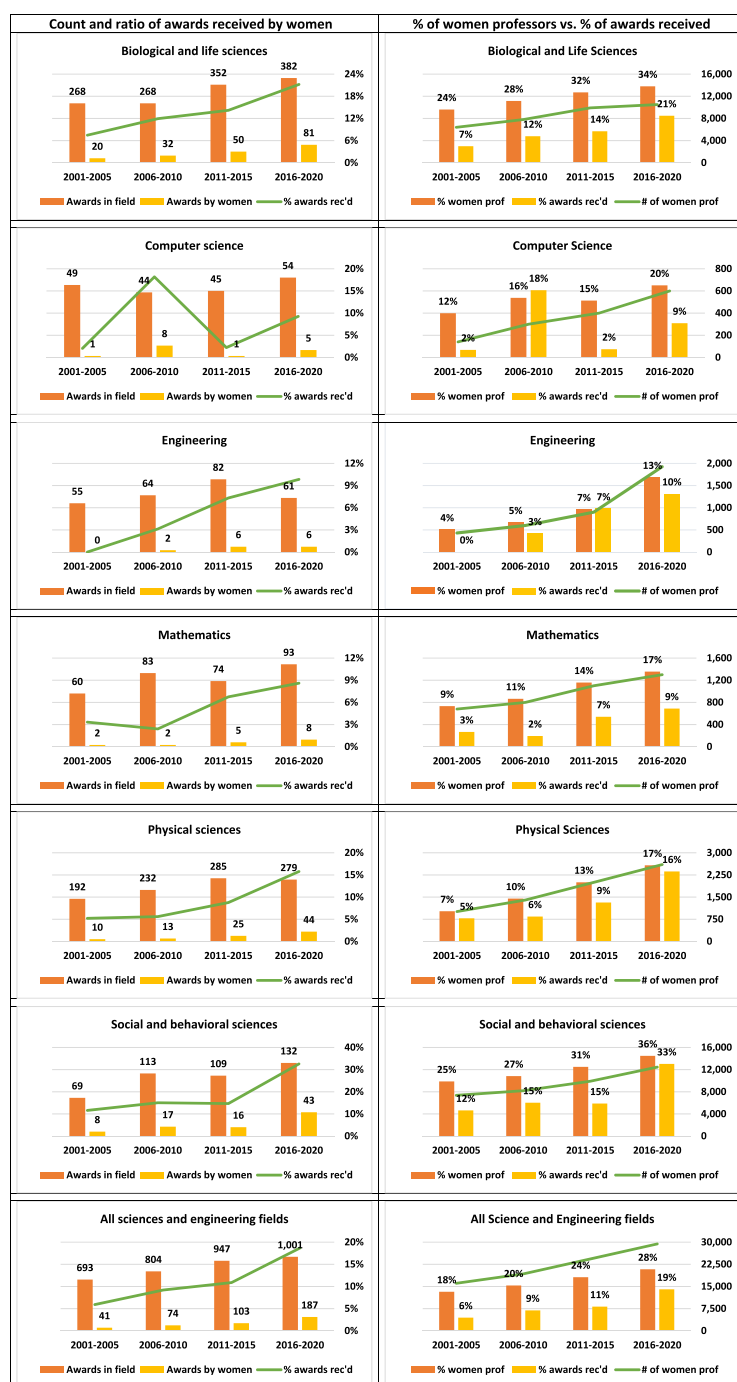 Count and ratio of awards received by women
% of women professors vs. % of awards received
Biological and life sciences
268 268 352 382
20 32 50 81
24%
18%
12%
6%
0%
2001-2005 2006-2010 2011-2015 2016-2020
Awards in field Awards by women % awards rec'd
Biological and Life Sciences
24% 28% 32% 34%
7% 12% 14% 21%
16,000
12,000
8,000
4,000
0
2001-2005 2006-2010 2011-2015 2016-2020
% women prof % awards rec'd # of women prof
Computer science
49 44 45 54
1 8 1 5
20%
15%
10%
5%
0%
2001-2005 2006-2010 2011-2015 2016-2020
Awards in field Awards by women % awards rec'd
Computer Science
12% 16% 15% 20%
2% 18% 2% 9%
800
600
400
200
0
2001-2005 2006-2010 2011-2015 2016-2020
% women prof % awards rec'd # of women prof
Engineering
55 64 82 61
0 2 6 6
12%
9%
6%
3%
0%
2001-2005 2006-2010 2011-2015 2016-2020
Awards in field Awards by women % awards rec'd
Engineering
4% 5% 7% 13%
0% 3% 7% 10%
2,000
1,500
1,000
500
0
2001-2005 2006-2010 2011-2015 2016-2020
% women prof % awards rec'd # of women prof
Mathematics
60 83 74 93
2 2 5 8
12%
9%
6%
3%
0%
2001-2005 2006-2010 2011-2015 2016-2020
Awards in field Awards by women % awards rec'd
Mathematics
9% 11% 14% 17%
3% 2% 7% 9%
1,600
1,200
800
400
0
2001-2005 2006-2010 2011-2015 2016-2020
% women prof % awards rec'd # of women prof
Physical sciences
192 232 285 279
10 13 25 44
20%
15%
10%
5%
0%
2001-2005 2006-2010 2011-2015 2016-2020
Awards in field Awards by women % awards rec'd
Physical Sciences
7% 10% 13% 17%
5% 6% 9% 16%
3,000
2,250
1,500
750
0
2001-2005 2006-2010 2011-2015 2016-2020
% women prof % awards rec'd # of women prof
Social and behavioral sciences
69 113 109 132
8 17 16 43
40%
30%
20%
10%
0%
2001-2005 2006-2010 2011-2015 2016-2020
Awards in field Awards by women % awards rec'd
Social and behavioral sciences
25% 27% 31% 36%
12% 15% 15% 33%
16,000
12,000
8,000
4,000
0
2001-2005 2006-2010 2011-2015 2016-2020
% women prof % awards rec'd # of women prof
All sciences and engineering fields
693 804 947 1,001
41 74 103 187
20%
15%
10%
5%
0%
2001-2005 2006-2010 2011-2015 2016-2020
Awards in field Awards by women % awards rec'd
All Science and Engineering fields
18% 20% 24% 28%
6% 9% 11% 19%
30,000
22,500
15,000
7,500
0
2001-2005 2006-2010 2011-2015 2016-2020
% women prof % awards rec'd # of women prof